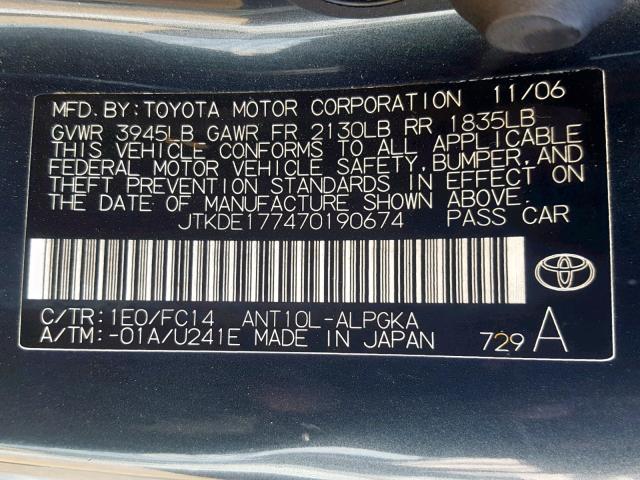 MFD.BY:TOYOTA MOTOR CORPORATION 11/06
GVWR 3945LB GAWR FR 2130LB RR 1835LB
THIS VEHICLE CONFORMS TO ALL APPLICABLE
FEDERAL MOTOR VEHICLE SAFETY,BUMPER,AND
THEFT PREVENTION STANDARDS IN EFFECT ON
THE DATE OF MANUFACTURE SHOWN ABOVE.
JTKDE177470190674 PASS CAR
C/TR:1E0/FC14 ANT10L-ALPGKA
A/TM:-01A/U241E MADE IN JAPAN 729 A